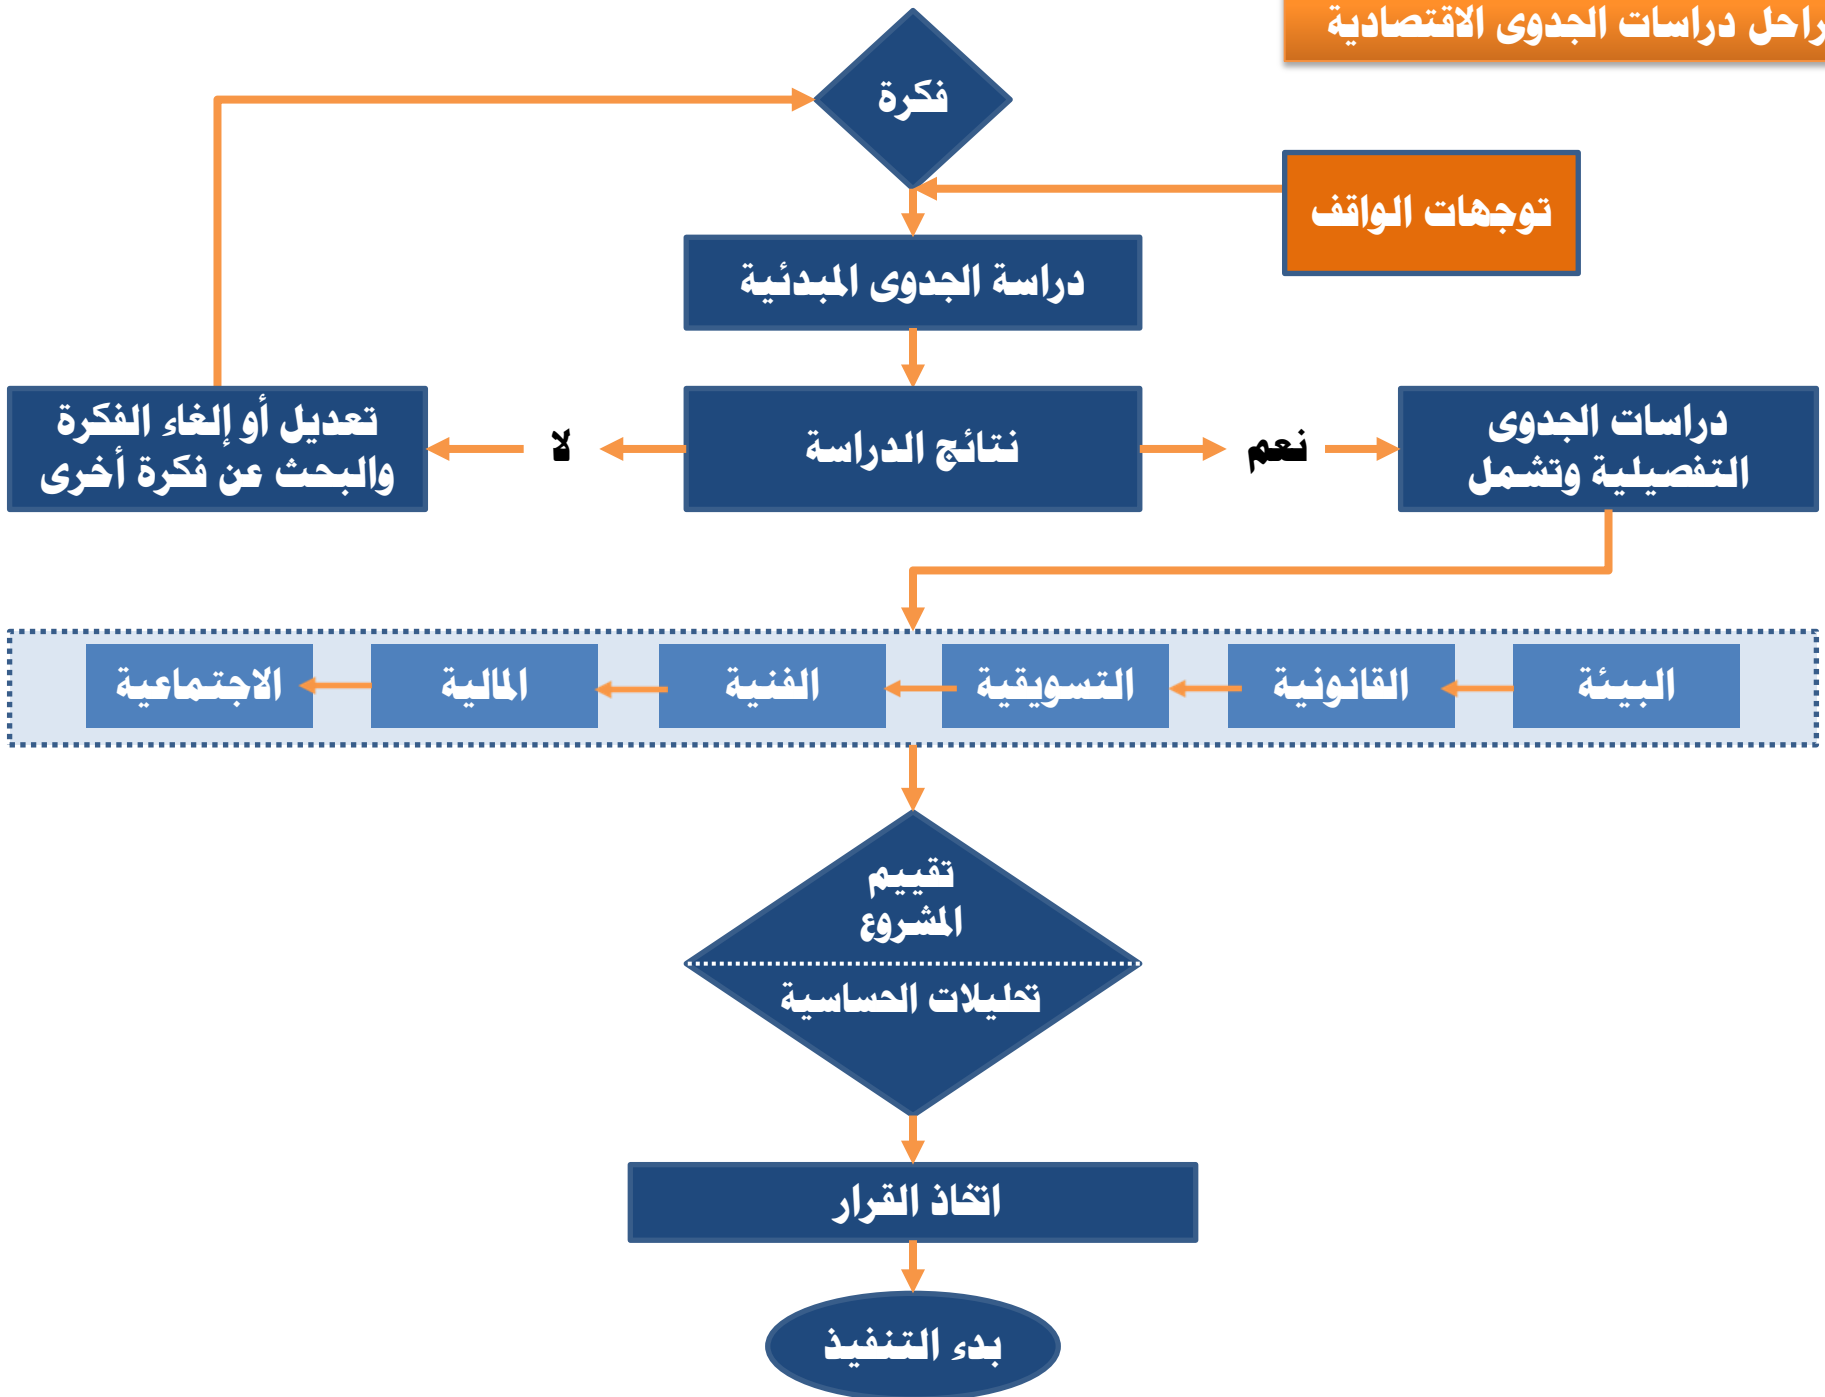 راحل دراسات الجدوى الاقتصادية
فكرة
توجهات الواقف
دراسة الجدوى المبدئية
دراسات الجدوى
التفصيلية وتشمل
نعم
نتائج الدراسة
لا
تعديل أو إلغاء الفكرة
والبحث عن فكرة أخرى
البيئة
القانونية
التسويقية
الفنية
المالية
الاجتماعية
تقييم
المشروع
تحليلات الحساسية
اتخاذ القرار
بدء التنفيذ